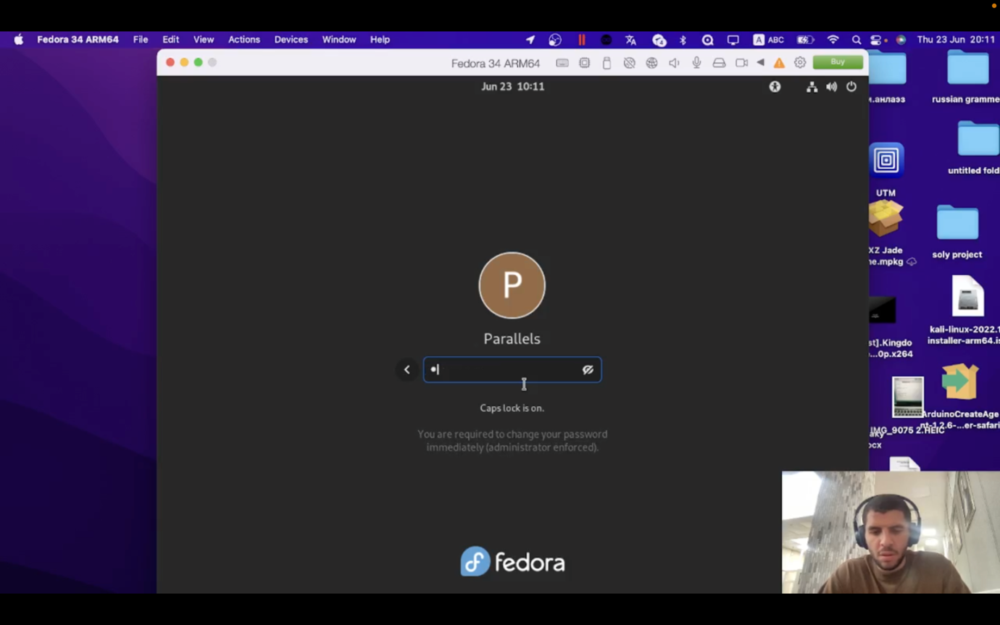 Fedora 34 ARM64 File Edit View Actions Devices Window Help 4 A ABC Thu 23 Jun 20:11
Fedora 34 ARM64 Buy
Jun 23 10:11
russian gramme
untitled fold
UTM
XZ Jade
ne.mpkg
soly project
kali-linux-2022.1
installer-arm64.is
st].Kingdo
...0p.x264
P
Parallels
Caps lock is on.
You are required to change your password
immediately (administrator enforced).
ArduinoCreateAge
nt-1.2.6-...er-safari
IMG_9075 2.HEIC
ocx
fedora